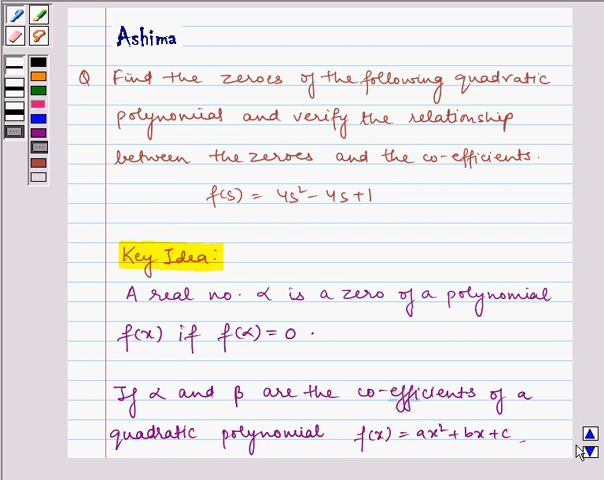 Ashima
Q Find the zeroes of the following quadratic
polynomial and verify the relationship
between the zeroes and the co-efficients.
f(s) = 4s² - 4s + 1
Key Idea:
A real no. α is a zero of a polynomial
f(x) if f(α) = 0 .
If α and β are the co-efficients of a
quadratic polynomial f(x) = ax² + bx + c ,